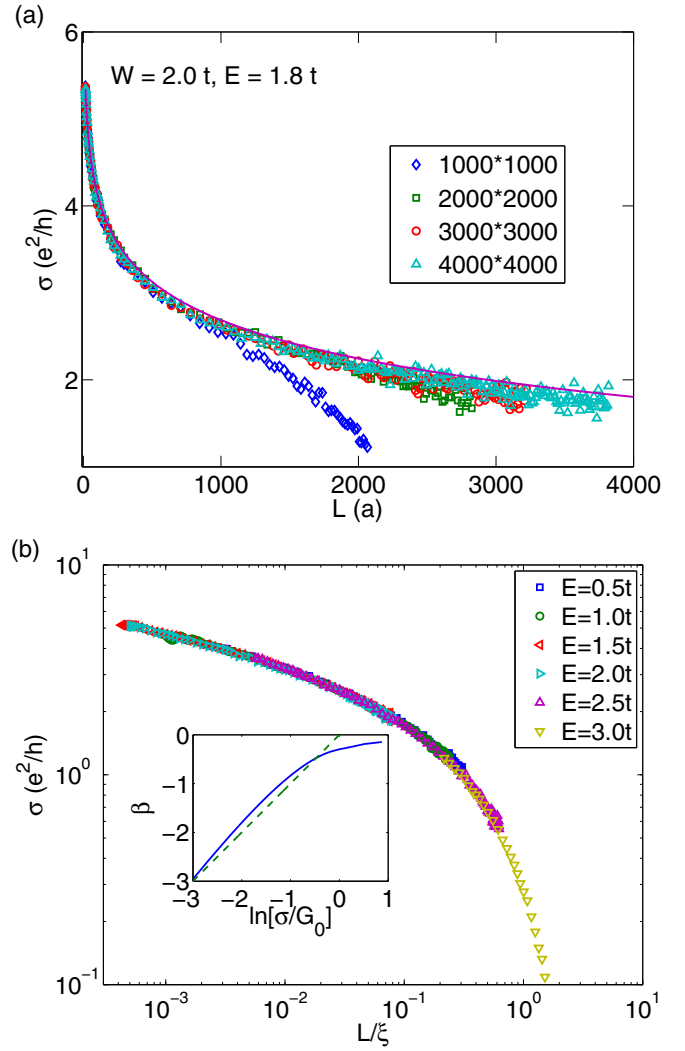 (a)
6
W = 2.0 t, E = 1.8 t
1000*1000
2000*2000
3000*3000
4000*4000
4
σ (e²/h)
2
0 1000 2000 3000 4000
L (a)
(b)
10¹
E=0.5t
E=1.0t
E=1.5t
E=2.0t
E=2.5t
E=3.0t
σ (e²/h)
10⁰
0
−1
β
−2
−3
−3 −2 −1 0 1
ln[σ/G₀]
10⁻¹
10⁻³ 10⁻² 10⁻¹ 10⁰ 10¹
L/ξ